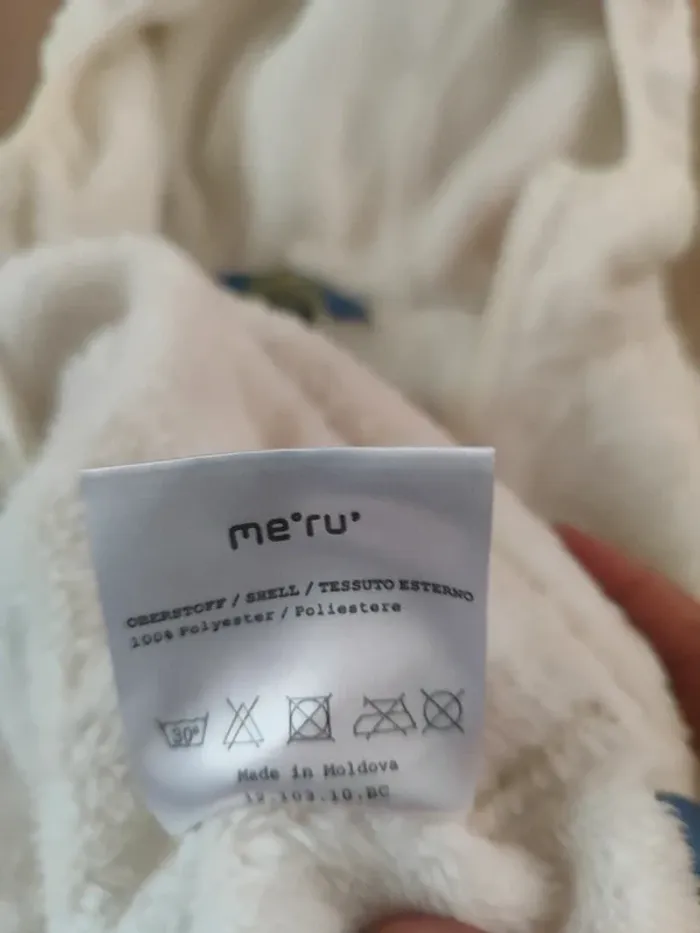 me°ru'
OBERSTOFF / SHELL / TESSUTO ESTERNO
100% Polyester / Poliestere
30°
Made in Moldova
12.103.10.BC